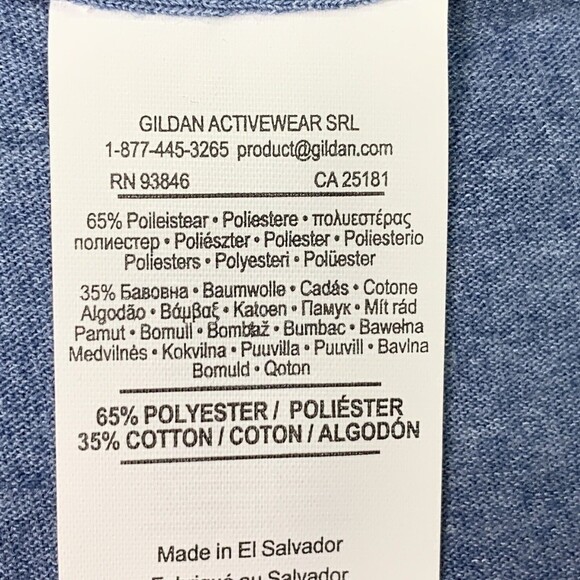 GILDAN ACTIVEWEAR SRL
1-877-445-3265 product@gildan.com
RN 93846 CA 25181
65% Poileistear • Poliestere • πολυεστέρας
полиестер • Poliészter • Poliester • Poliesterio
Poliesters • Polyesteri • Polüester
35% Бавовна • Baumwolle • Cadás • Cotone
Algodão • Βάμβαξ • Katoen • Памук • Mít rád
Pamut • Bomull • Bombaž • Bumbac • Bawełna
Medvilnės • Kokvilna • Puuvilla • Puuvill • Bavlna
Bomuld • Qoton
65% POLYESTER / POLIÉSTER
35% COTTON / COTON / ALGODÓN
Made in El Salvador
Fabriqué au Salvador